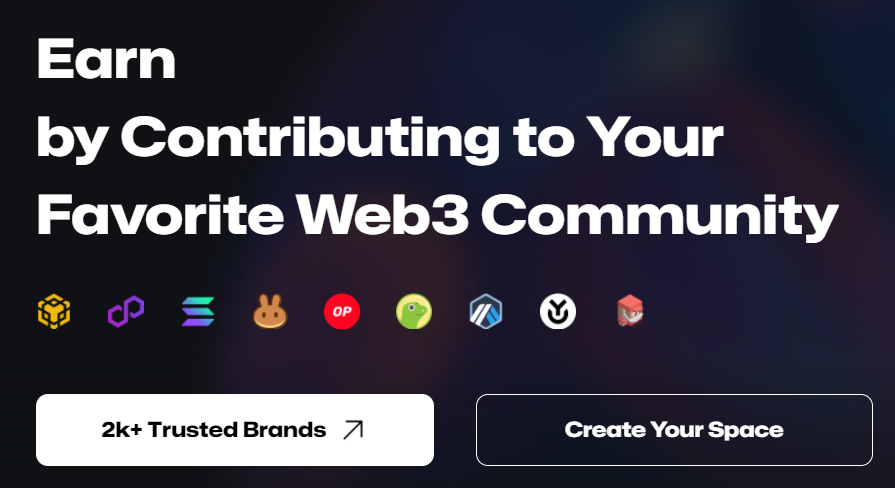 Earn
by Contributing to Your
Favorite Web3 Community
OP
2k+ Trusted Brands
Create Your Space